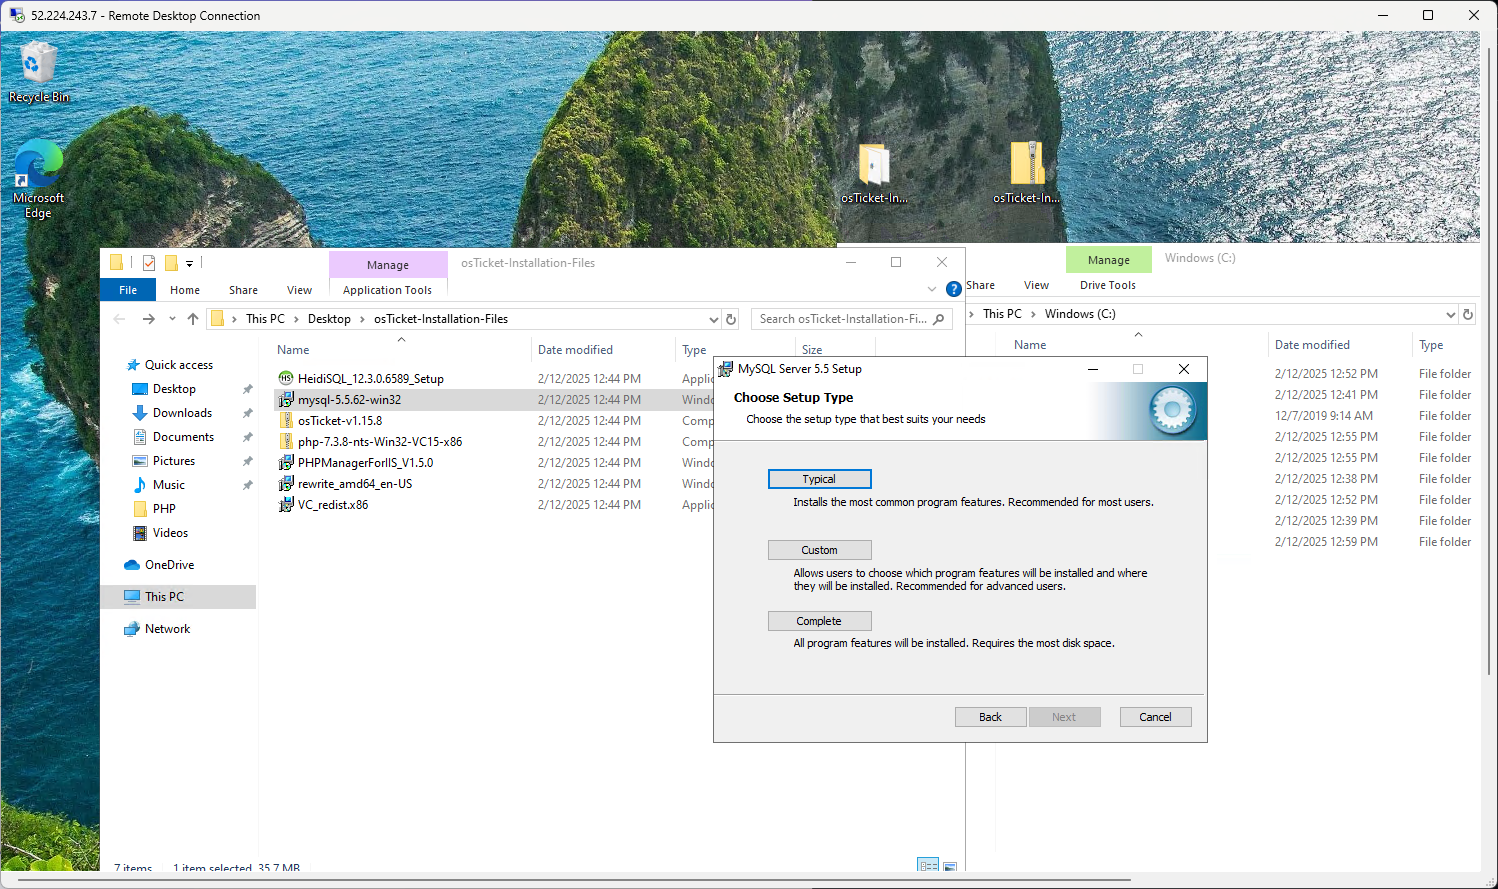 52.224.243.7 - Remote Desktop Connection
Recycle Bin
Microsoft
Edge
osTicket-In...
osTicket-In...
Manage
osTicket-Installation-Files
File
Home
Share
View
Application Tools
Manage
Windows (C:)
Share
View
Drive Tools
This PC
Desktop
osTicket-Installation-Files
Search osTicket-Installation-Fi...
This PC
Windows (C:)
Name
Date modified
Type
Size
Name
Date modified
Type
Quick access
Desktop
Downloads
Documents
Pictures
Music
PHP
Videos
OneDrive
This PC
Network
HeidiSQL_12.3.0.6589_Setup 2/12/2025 12:44 PM Applic
mysql-5.5.62-win32 2/12/2025 12:44 PM Windo
osTicket-v1.15.8 2/12/2025 12:44 PM Comp
php-7.3.8-nts-Win32-VC15-x86 2/12/2025 12:44 PM Comp
PHPManagerForIIS_V1.5.0 2/12/2025 12:44 PM Windo
rewrite_amd64_en-US 2/12/2025 12:44 PM Windo
VC_redist.x86 2/12/2025 12:44 PM Applic
2/12/2025 12:52 PM File folder
2/12/2025 12:41 PM File folder
12/7/2019 9:14 AM File folder
2/12/2025 12:55 PM File folder
2/12/2025 12:55 PM File folder
2/12/2025 12:38 PM File folder
2/12/2025 12:52 PM File folder
2/12/2025 12:39 PM File folder
2/12/2025 12:59 PM File folder
MySQL Server 5.5 Setup
Choose Setup Type
Choose the setup type that best suits your needs
Typical
Installs the most common program features. Recommended for most users.
Custom
Allows users to choose which program features will be installed and where
they will be installed. Recommended for advanced users.
Complete
All program features will be installed. Requires the most disk space.
Back
Next
Cancel
7 items
1 item selected 35.7 MB